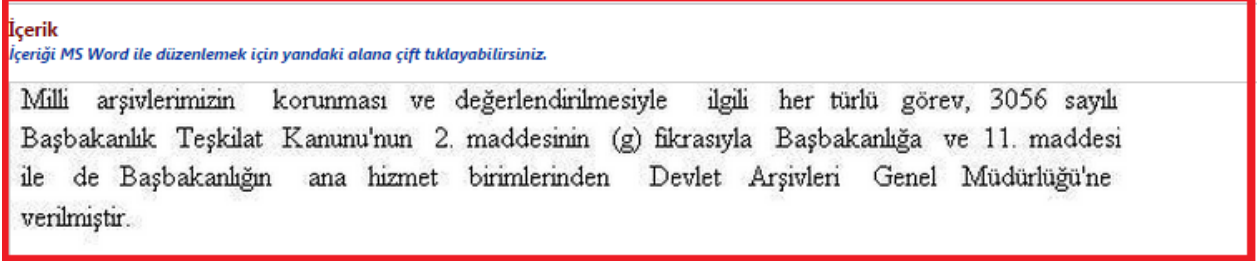 İçerik
İçeriği MS Word ile düzenlemek için yandaki alana çift tıklayabilirsiniz.
Milli arşivlerimizin korunması ve değerlendirilmesiyle ilgili her türlü görev, 3056 sayılı
Başbakanlık Teşkilat Kanunu'nun 2. maddesinin (g) fikrasıyla Başbakanlığa ve 11. maddesi
ile de Başbakanlığın ana hizmet birimlerinden Devlet Arşivleri Genel Müdürlüğü'ne
verilmiştir.